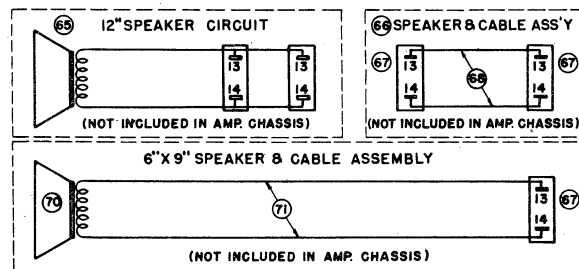 65 12" SPEAKER CIRCUIT
13 13
14 14
(NOT INCLUDED IN AMP. CHASSIS)
66 SPEAKER & CABLE ASS'Y
67 13 68 13 67
14 14
(NOT INCLUDED IN AMP. CHASSIS)
6" X 9" SPEAKER & CABLE ASSEMBLY
70 71 13 67
14
(NOT INCLUDED IN AMP. CHASSIS)